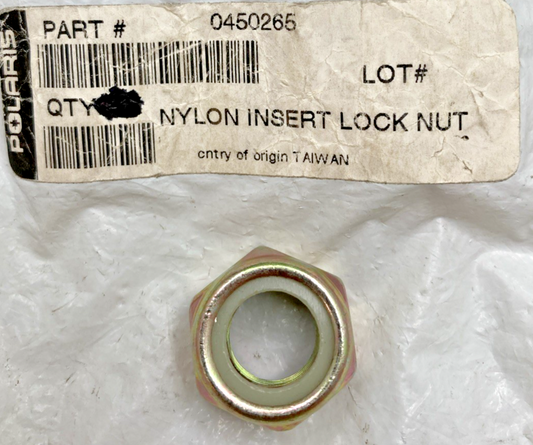 POLARIS
PART # 0450265
LOT#
QTY NYLON INSERT LOCK NUT
cntry of origin TAIWAN